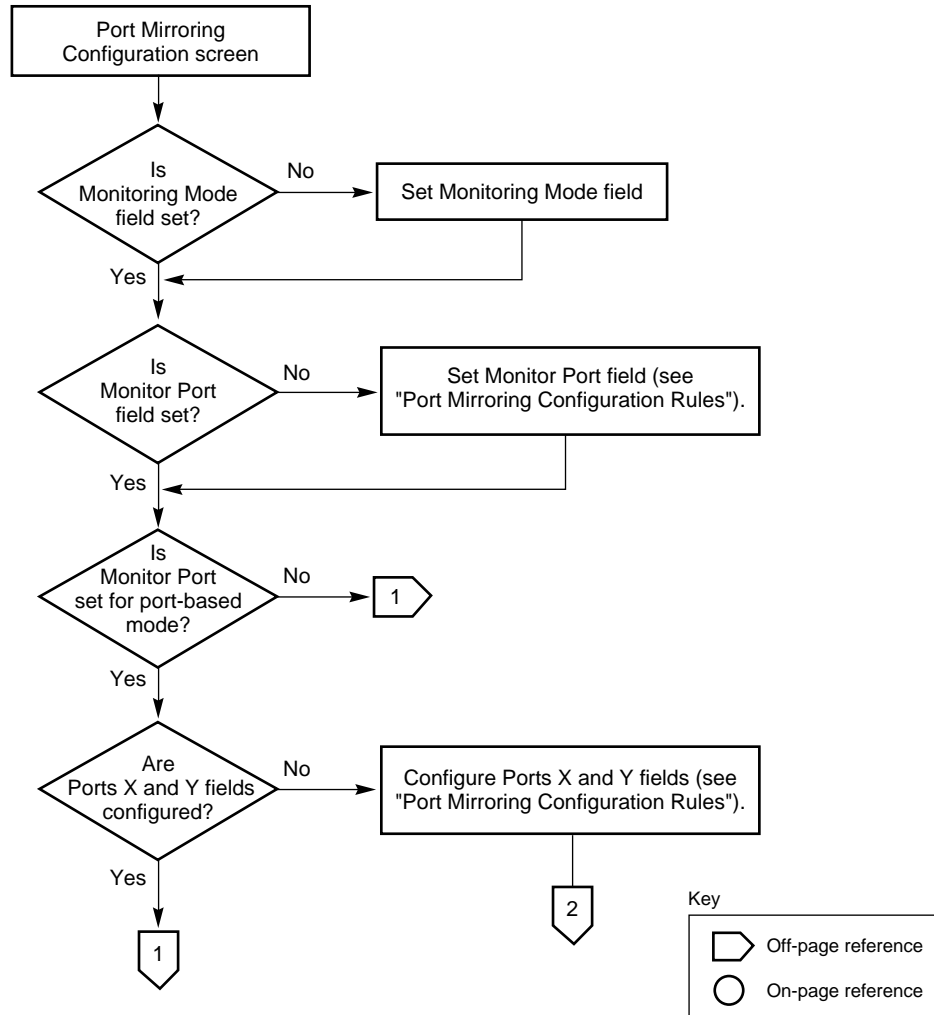 Port Mirroring
Configuration screen
Is
Monitoring Mode
field set?
No
Set Monitoring Mode field
Yes
Is
Monitor Port
field set?
No
Set Monitor Port field (see
"Port Mirroring Configuration Rules").
Yes
Is
Monitor Port
set for port-based
mode?
No
1
Yes
Are
Ports X and Y fields
configured?
No
Configure Ports X and Y fields (see
"Port Mirroring Configuration Rules").
Yes
1
2
Key
Off-page reference
On-page reference